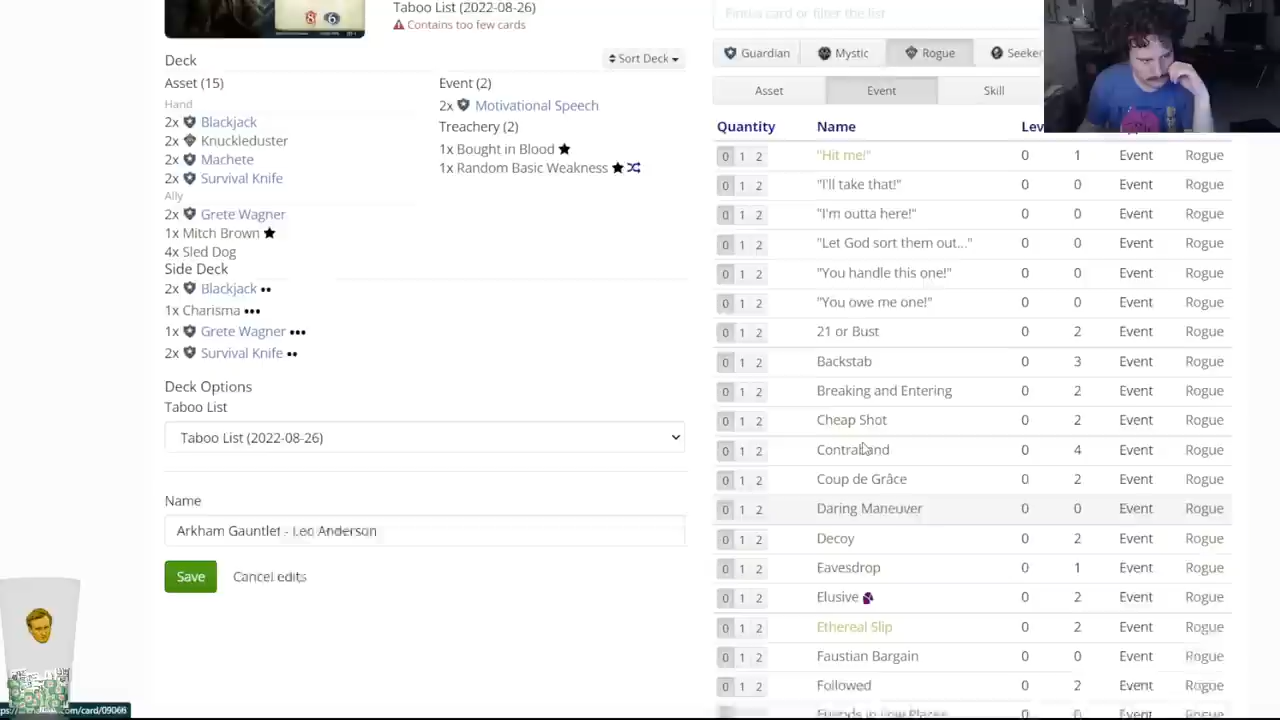 Taboo List (2022-08-26)
Contains too few cards
Deck
Sort Deck
Asset (15)
Hand
2x Blackjack
2x Knuckleduster
2x Machete
2x Survival Knife
Ally
2x Grete Wagner
1x Mitch Brown
4x Sled Dog
Event (2)
2x Motivational Speech
Treachery (2)
1x Bought in Blood
1x Random Basic Weakness
Side Deck
2x Blackjack
1x Charisma
1x Grete Wagner
2x Survival Knife
Deck Options
Taboo List
Taboo List (2022-08-26)
Name
Arkham Gauntlet - Leo Anderson
Save Cancel edits
Find a card or filter the list
Guardian Mystic Rogue Seeker
Asset Event Skill
Quantity Name
0 1 2 "Hit me!" 0 1 Event Rogue
0 1 2 "I'll take that!" 0 0 Event Rogue
0 1 2 "I'm outta here!" 0 0 Event Rogue
0 1 2 "Let God sort them out..." 0 0 Event Rogue
0 1 2 "You handle this one!" 0 0 Event Rogue
0 1 2 "You owe me one!" 0 0 Event Rogue
0 1 2 21 or Bust 0 2 Event Rogue
0 1 2 Backstab 0 3 Event Rogue
0 1 2 Breaking and Entering 0 2 Event Rogue
0 1 2 Cheap Shot 0 2 Event Rogue
0 1 2 Contraband 0 4 Event Rogue
0 1 2 Coup de Grâce 0 2 Event Rogue
0 1 2 Daring Maneuver 0 0 Event Rogue
0 1 2 Decoy 0 2 Event Rogue
0 1 2 Eavesdrop 0 1 Event Rogue
0 1 2 Elusive 0 2 Event Rogue
0 1 2 Ethereal Slip 0 2 Event Rogue
0 1 2 Faustian Bargain 0 0 Event Rogue
0 1 2 Followed 0 2 Event Rogue
Friends in Low Places